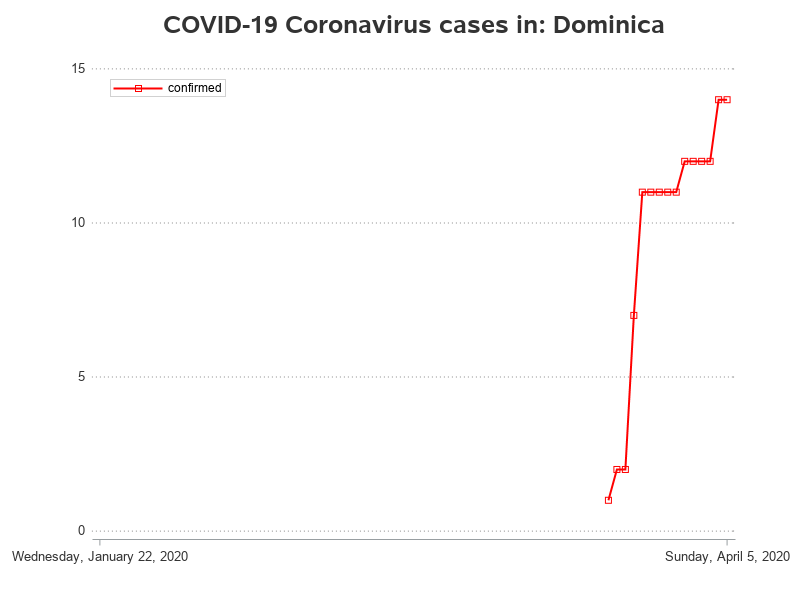 COVID-19 Coronavirus cases in: Dominica
15
confirmed
10
5
0
Wednesday, January 22, 2020
Sunday, April 5, 2020